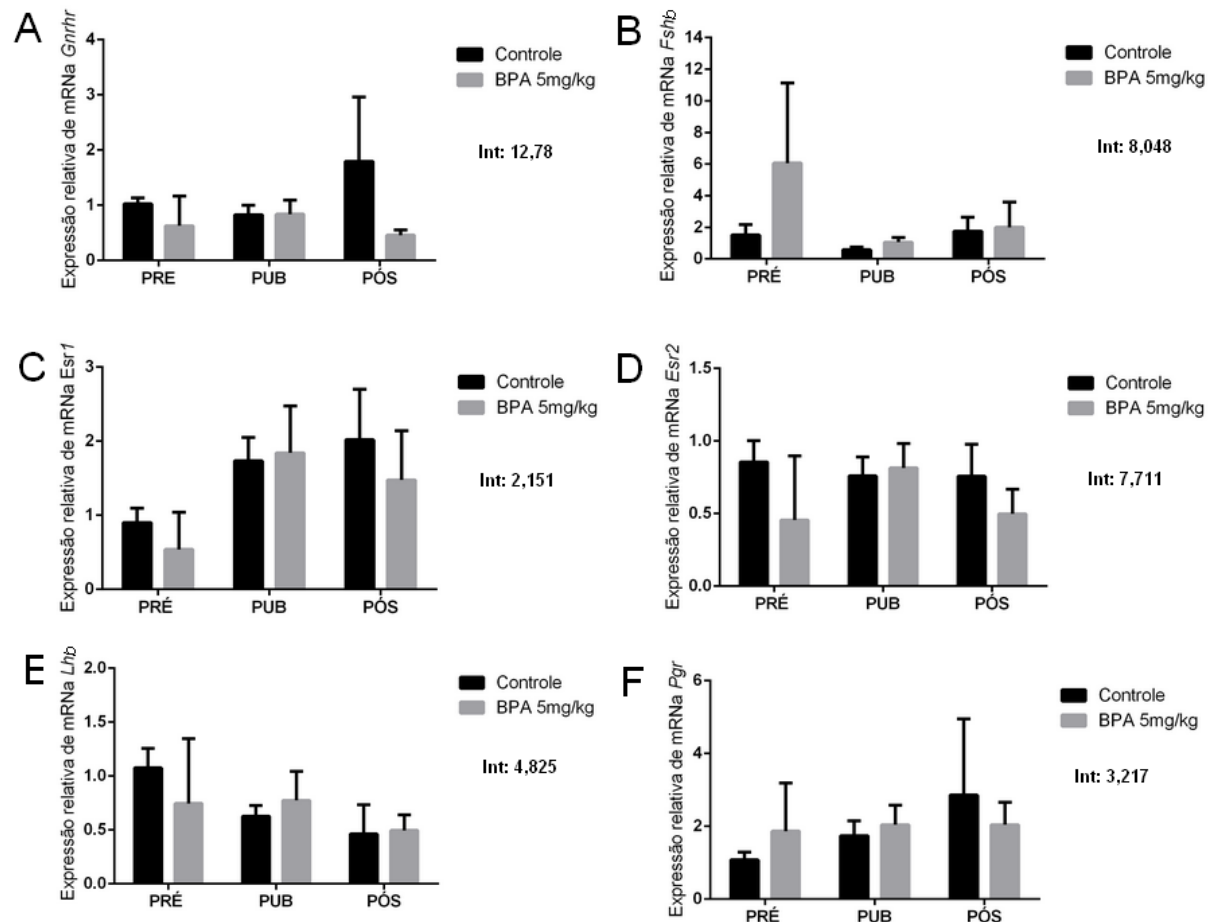 A
Expressão relativa de mRNa Gnrhr
4
3
2
1
0
PRE PUB PÓS
Controle
BPA 5mg/kg
Int: 12,78
B
Expressão relativa de mRNa Fshb
14
12
10
8
6
4
2
0
PRÉ PUB PÓS
Controle
BPA 5mg/kg
Int: 8,048
C
Expressão relativa de mRNa Esr1
3
2
1
0
PRÉ PUB PÓS
Controle
BPA 5mg/kg
Int: 2,151
D
Expressão relativa de mRNa Esr2
1.5
1.0
0.5
0.0
PRÉ PUB PÓS
Controle
BPA 5mg/kg
Int: 7,711
E
Expressão relativa de mRNa Lhb
2.0
1.5
1.0
0.5
0.0
PRÉ PUB PÓS
Controle
BPA 5mg/kg
Int: 4,825
F
Expressão relativa de mRNa Pgr
6
4
2
0
PRÉ PUB PÓS
Controle
BPA 5mg/kg
Int: 3,217